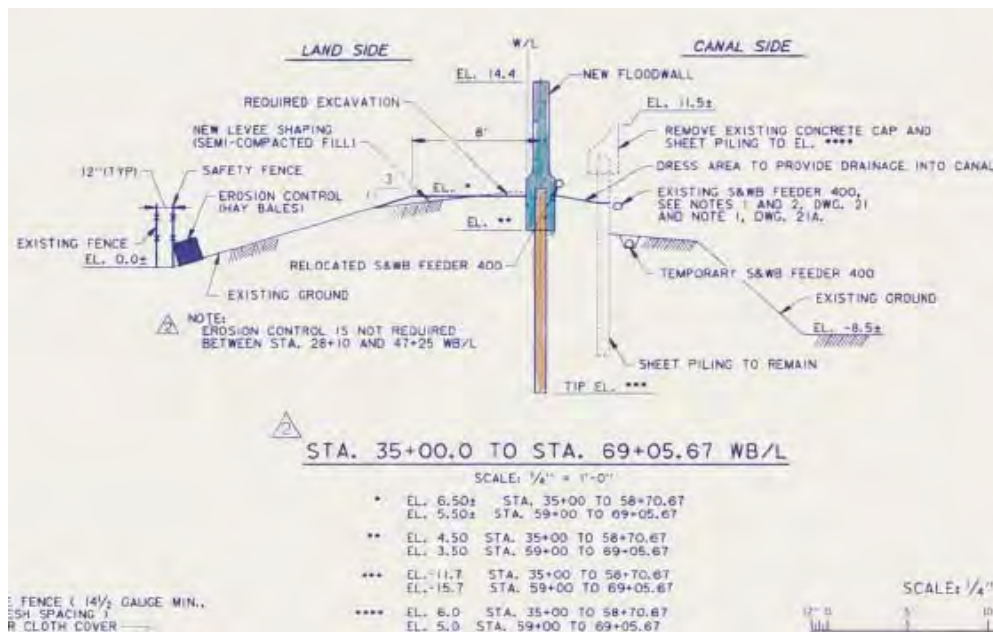 LAND SIDE
W/L
CANAL SIDE
EL. 14.4
NEW FLOODWALL
REQUIRED EXCAVATION
EL. 11.5±
8'
NEW LEVEE SHAPING
(SEMI-COMPACTED FILL)
REMOVE EXISTING CONCRETE CAP AND
SHEET PILING TO EL. ****
12"(TYP)
SAFETY FENCE
DRESS AREA TO PROVIDE DRAINAGE INTO CANAL
3
1
EL. *
EROSION CONTROL
(HAY BALES)
EXISTING S&WB FEEDER 400,
SEE NOTES 1 AND 2, DWG. 21
AND NOTE 1, DWG. 21A.
EL. **
EXISTING FENCE
EL. 0.0±
RELOCATED S&WB FEEDER 400
TEMPORARY S&WB FEEDER 400
EXISTING GROUND
EXISTING GROUND
2
NOTE:
EROSION CONTROL IS NOT REQUIRED
BETWEEN STA. 28+10 AND 47+25 WB/L
EL. -8.5±
SHEET PILING TO REMAIN
TIP EL. ***
2
STA. 35+00.0 TO STA. 69+05.67 WB/L
SCALE: 1/4" = 1'-0"
* EL. 6.50± STA. 35+00 TO 58+70.67
EL. 5.50± STA. 59+00 TO 69+05.67
** EL. 4.50 STA. 35+00 TO 58+70.67
EL. 3.50 STA. 59+00 TO 69+05.67
*** EL.-11.7 STA. 35+00 TO 58+70.67
EL.-15.7 STA. 59+00 TO 69+05.67
**** EL. 6.0 STA. 35+00 TO 58+70.67
EL. 5.0 STA. 59+00 TO 69+05.67
FENCE ( 14½ GAUGE MIN.,
SH SPACING )
R CLOTH COVER
SCALE: 1/4"
12" 0 5 10